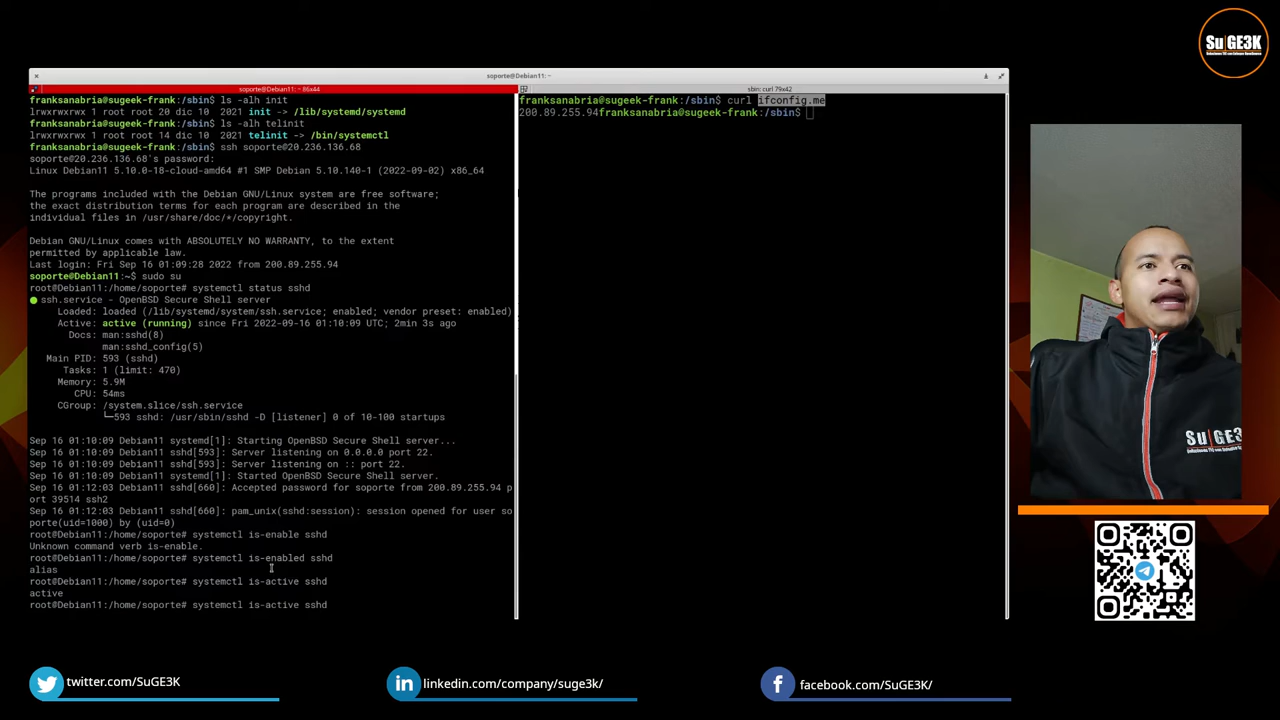 Su GE3K
soporte@Debian11: ~
soporte@Debian11: ~ 86x44
franksanabria@sugeek-frank:/sbin$ ls -alh init
lrwxrwxrwx 1 root root 20 dic 10  2021 init -> /lib/systemd/systemd
franksanabria@sugeek-frank:/sbin$ ls -alh telinit
lrwxrwxrwx 1 root root 14 dic 10  2021 telinit -> /bin/systemctl
franksanabria@sugeek-frank:/sbin$ ssh soporte@20.236.136.68
soporte@20.236.136.68's password:
Linux Debian11 5.10.0-18-cloud-amd64 #1 SMP Debian 5.10.140-1 (2022-09-02) x86_64
The programs included with the Debian GNU/Linux system are free software;
the exact distribution terms for each program are described in the
individual files in /usr/share/doc/*/copyright.
Debian GNU/Linux comes with ABSOLUTELY NO WARRANTY, to the extent
permitted by applicable law.
Last login: Fri Sep 16 01:09:28 2022 from 200.89.255.94
soporte@Debian11:~$ sudo su
root@Debian11:/home/soporte# systemctl status sshd
● ssh.service - OpenBSD Secure Shell server
Loaded: loaded (/lib/systemd/system/ssh.service; enabled; vendor preset: enabled)
Active: active (running) since Fri 2022-09-16 01:10:09 UTC; 2min 3s ago
Docs: man:sshd(8)
man:sshd_config(5)
Main PID: 593 (sshd)
Tasks: 1 (limit: 470)
Memory: 5.9M
CPU: 54ms
CGroup: /system.slice/ssh.service
└─593 sshd: /usr/sbin/sshd -D [listener] 0 of 10-100 startups
Sep 16 01:10:09 Debian11 systemd[1]: Starting OpenBSD Secure Shell server...
Sep 16 01:10:09 Debian11 sshd[593]: Server listening on 0.0.0.0 port 22.
Sep 16 01:10:09 Debian11 sshd[593]: Server listening on :: port 22.
Sep 16 01:10:09 Debian11 systemd[1]: Started OpenBSD Secure Shell server.
Sep 16 01:12:03 Debian11 sshd[660]: Accepted password for soporte from 200.89.255.94 p
ort 39514 ssh2
Sep 16 01:12:03 Debian11 sshd[660]: pam_unix(sshd:session): session opened for user so
porte(uid=1000) by (uid=0)
root@Debian11:/home/soporte# systemctl is-enable sshd
Unknown command verb is-enable.
root@Debian11:/home/soporte# systemctl is-enabled sshd
alias
root@Debian11:/home/soporte# systemctl is-active sshd
active
root@Debian11:/home/soporte# systemctl is-active sshd
sbin: curl 79x42
franksanabria@sugeek-frank:/sbin$ curl ifconfig.me
200.89.255.94franksanabria@sugeek-frank:/sbin$
Su GE3K
twitter.com/SuGE3K
linkedin.com/company/suge3k/
facebook.com/SuGE3K/